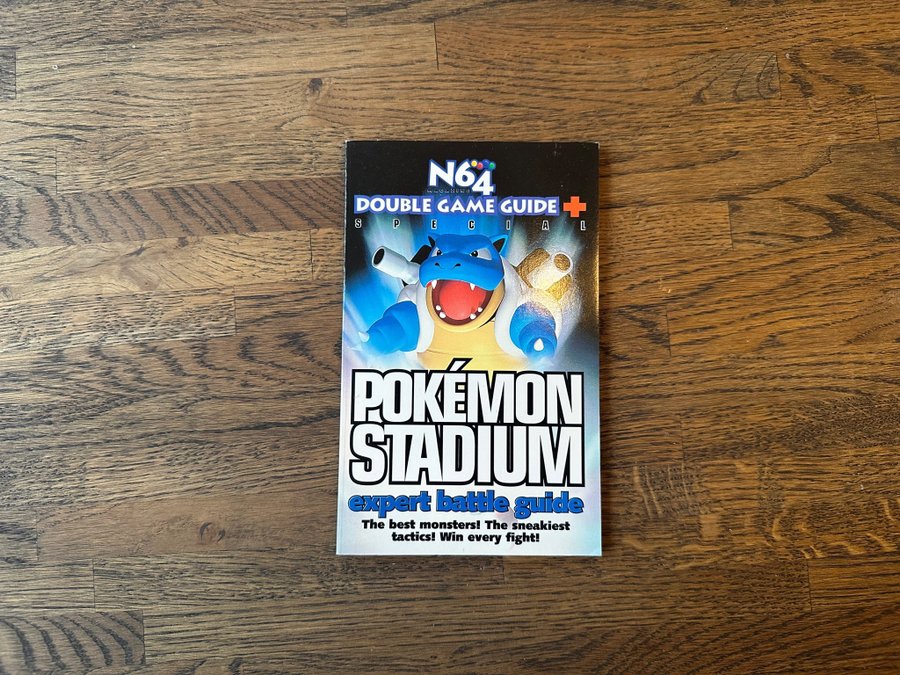 N64
MAGAZINE
DOUBLE GAME GUIDE +
SPECIAL
POKÉMON
STADIUM
expert battle guide
The best monsters! The sneakiest
tactics! Win every fight!